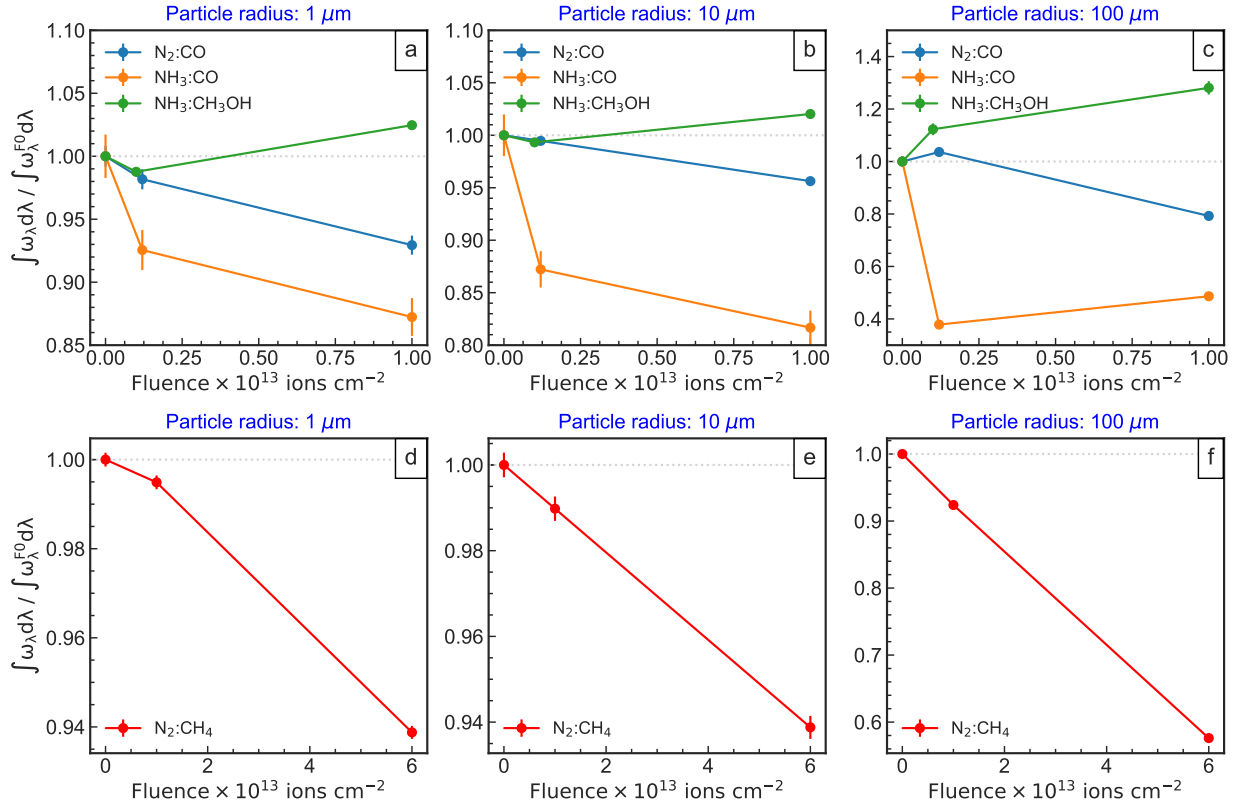 Particle radius: 1 μm
1.10
1.05
1.00
0.95
0.90
0.85
a
N₂:CO
NH₃:CO
NH₃:CH₃OH
0.00 0.25 0.50 0.75 1.00
Fluence × 10¹³ ions cm⁻²
∫ω_λdλ / ∫ω_λ^F0dλ
Particle radius: 10 μm
1.10
1.05
1.00
0.95
0.90
0.85
0.80
b
N₂:CO
NH₃:CO
NH₃:CH₃OH
0.00 0.25 0.50 0.75 1.00
Fluence × 10¹³ ions cm⁻²
Particle radius: 100 μm
1.4
1.2
1.0
0.8
0.6
0.4
c
N₂:CO
NH₃:CO
NH₃:CH₃OH
0.00 0.25 0.50 0.75 1.00
Fluence × 10¹³ ions cm⁻²
Particle radius: 1 μm
1.00
0.98
0.96
0.94
d
N₂:CH₄
0 2 4 6
Fluence × 10¹³ ions cm⁻²
∫ω_λdλ / ∫ω_λ^F0dλ
Particle radius: 10 μm
1.00
0.98
0.96
0.94
e
N₂:CH₄
0 2 4 6
Fluence × 10¹³ ions cm⁻²
Particle radius: 100 μm
1.0
0.9
0.8
0.7
0.6
f
N₂:CH₄
0 2 4 6
Fluence × 10¹³ ions cm⁻²